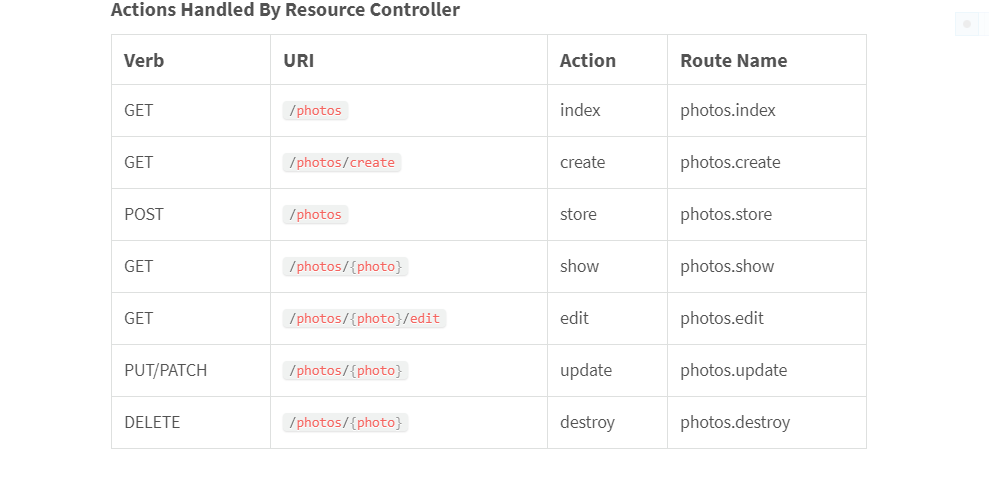 Actions Handled By Resource Controller
Verb URI Action Route Name
GET /photos index photos.index
GET /photos/create create photos.create
POST /photos store photos.store
GET /photos/{photo} show photos.show
GET /photos/{photo}/edit edit photos.edit
PUT/PATCH /photos/{photo} update photos.update
DELETE /photos/{photo} destroy photos.destroy